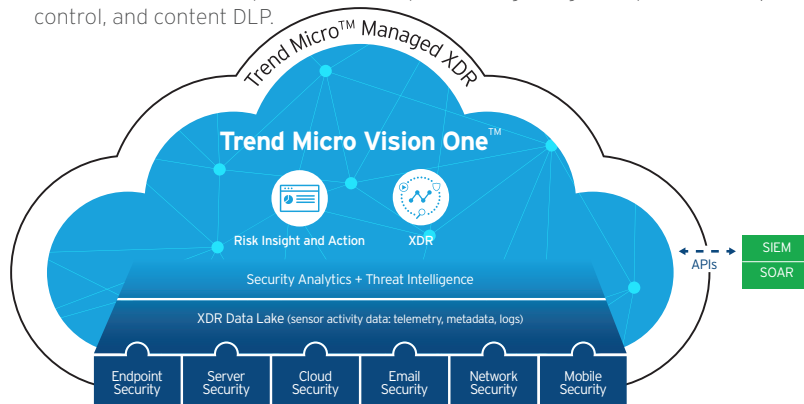 control, and content DLP.
Trend Micro™ Managed XDR
Trend Micro Vision One™
Risk Insight and Action
XDR
SIEM
APIs
SOAR
Security Analytics + Threat Intelligence
XDR Data Lake (sensor activity data: telemetry, metadata, logs)
Endpoint
Security
Server
Security
Cloud
Security
Email
Security
Network
Security
Mobile
Security